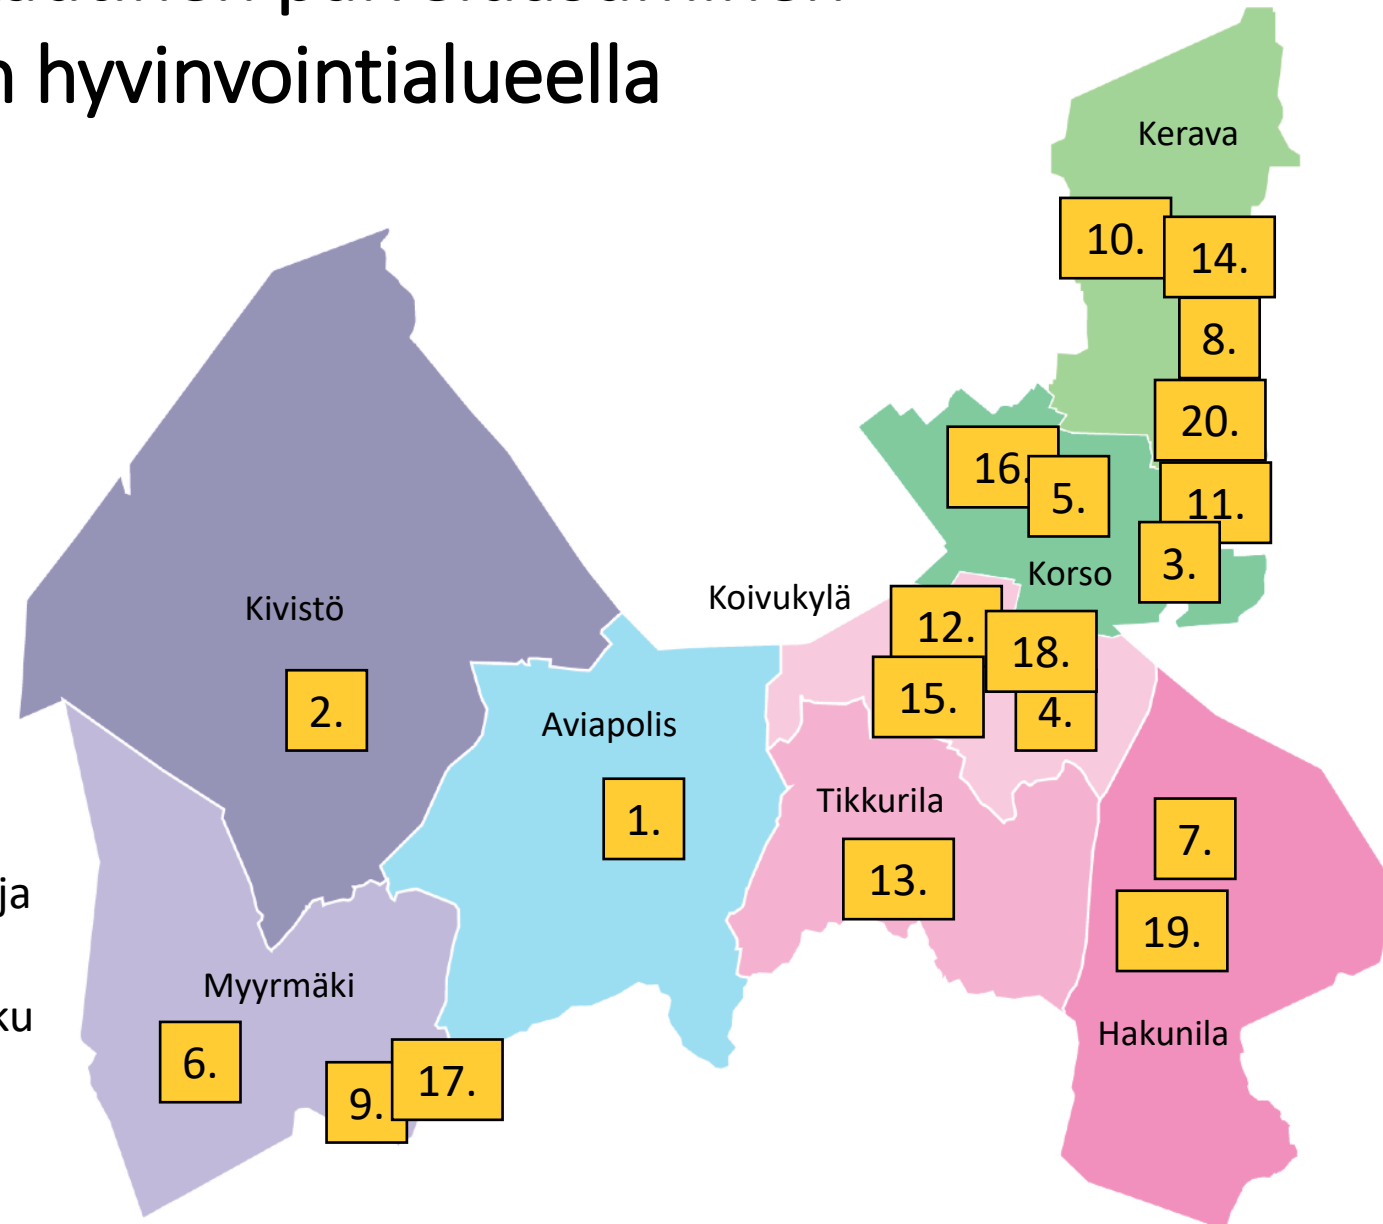 n hyvinvointialueella
Kerava
10.
14.
8.
20.
16.
5.
11.
3.
Korso
Koivukylä
Kivistö
12.
18.
15.
4.
2.
Aviapolis
1.
Tikkurila
13.
7.
19.
ja
Myyrmäki
ku
Hakunila
6.
9.
17.